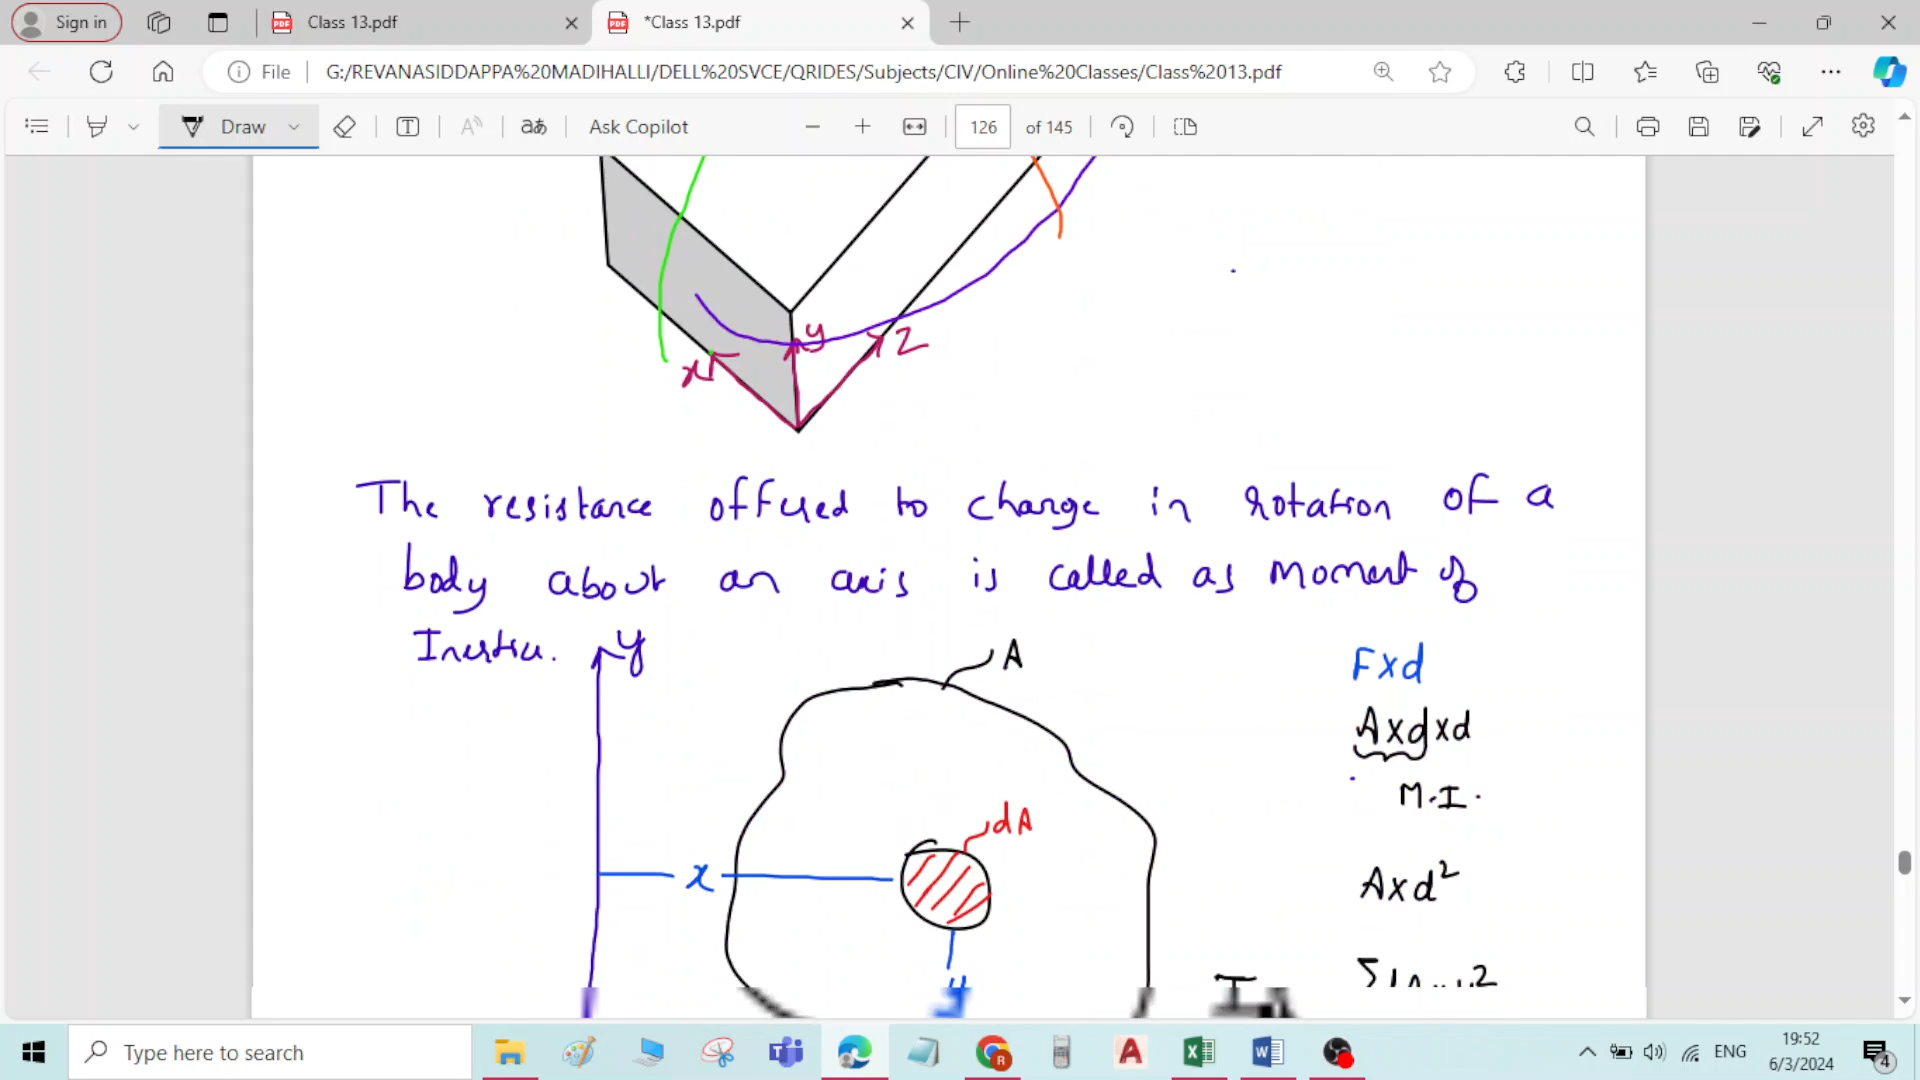 Sign in
Class 13.pdf
*Class 13.pdf
File
G:/REVANASIDDAPPA%20MADIHALLI/DELL%20SVCE/QRIDES/Subjects/CIV/Online%20Classes/Class%2013.pdf
Draw
Ask Copilot
126 of 145
x y z
The resistance offered to change in rotation of a
body about an axis is called as moment of
Inertia.
y
A
F x d
A x d x d
M.I.
dA
x
A x d²
y
Type here to search
ENG
19:52
6/3/2024
4